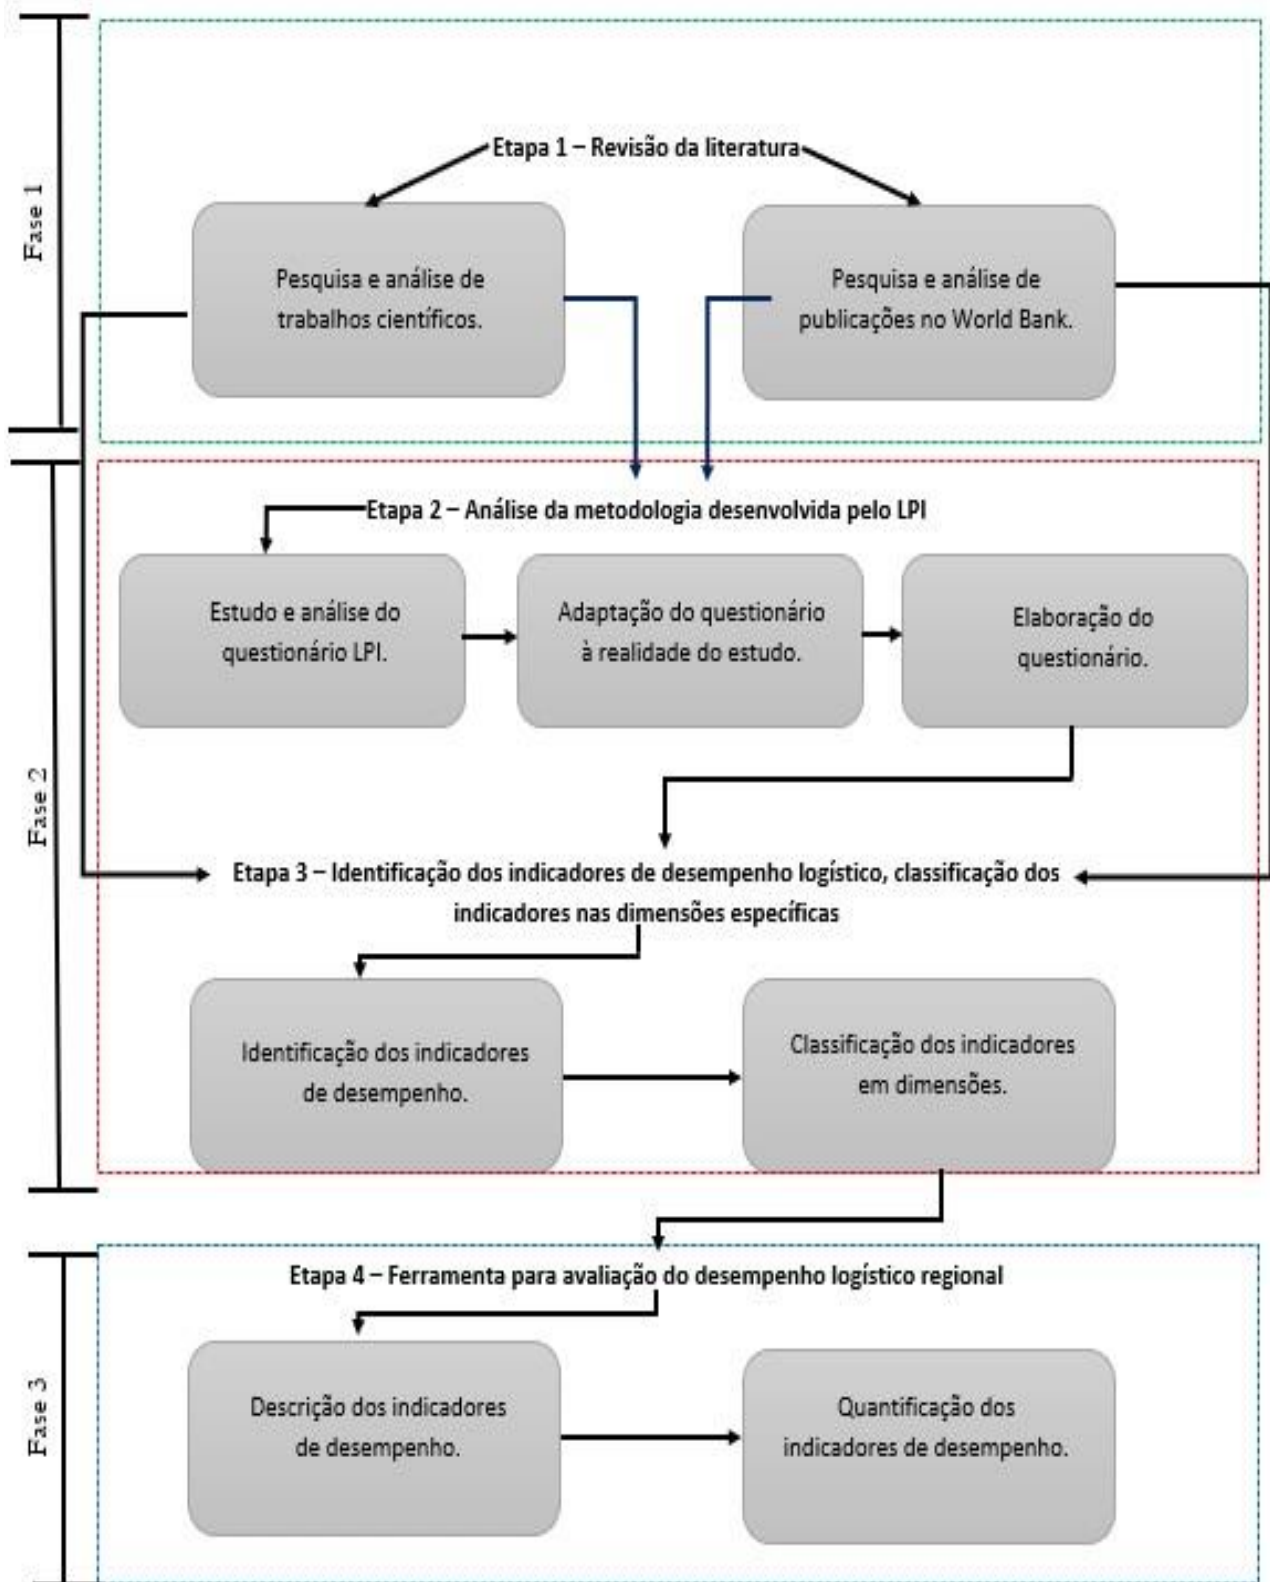 Fase 1
Etapa 1 – Revisão da literatura
Pesquisa e análise de
trabalhos científicos.
Pesquisa e análise de
publicações no World Bank.
Fase 2
Etapa 2 – Análise da metodologia desenvolvida pelo LPI
Estudo e análise do
questionário LPI.
Adaptação do questionário
à realidade do estudo.
Elaboração do
questionário.
Etapa 3 – Identificação dos indicadores de desempenho logístico, classificação dos
indicadores nas dimensões específicas
Identificação dos indicadores
de desempenho.
Classificação dos indicadores
em dimensões.
Fase 3
Etapa 4 – Ferramenta para avaliação do desempenho logístico regional
Descrição dos indicadores
de desempenho.
Quantificação dos
indicadores de desempenho.